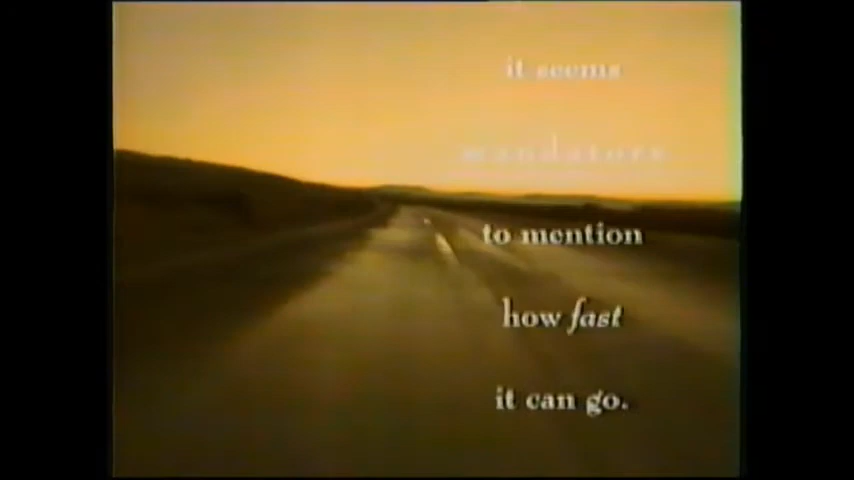 it seems
mandatory
to mention
how fast
it can go.